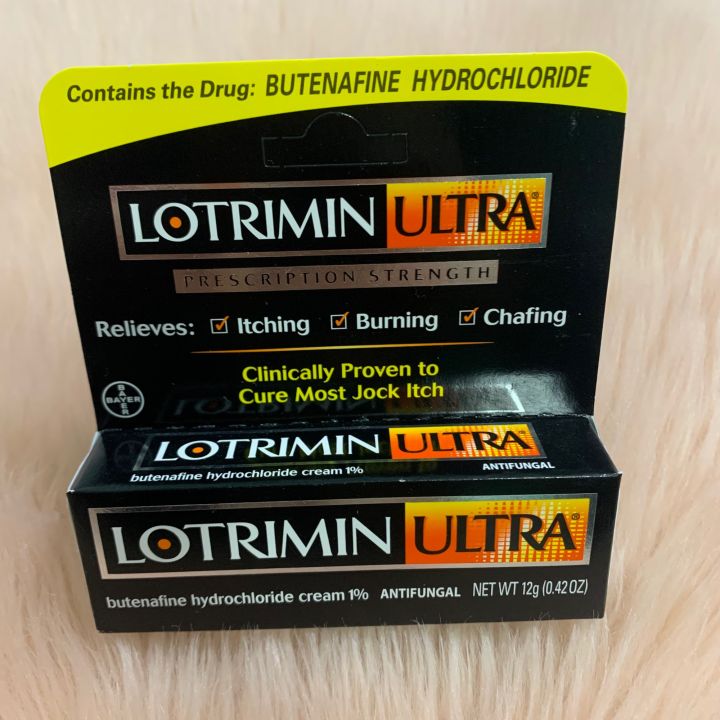 Contains the Drug: BUTENAFINE HYDROCHLORIDE
LOTRIMIN ULTRA®
PRESCRIPTION STRENGTH
Relieves: ☑ Itching ☑ Burning ☑ Chafing
Clinically Proven to
Cure Most Jock Itch
BAYER
BAYER
LOTRIMIN ULTRA®
butenafine hydrochloride cream 1% ANTIFUNGAL
LOTRIMIN ULTRA®
butenafine hydrochloride cream 1% ANTIFUNGAL NET WT 12g (0.42 OZ)